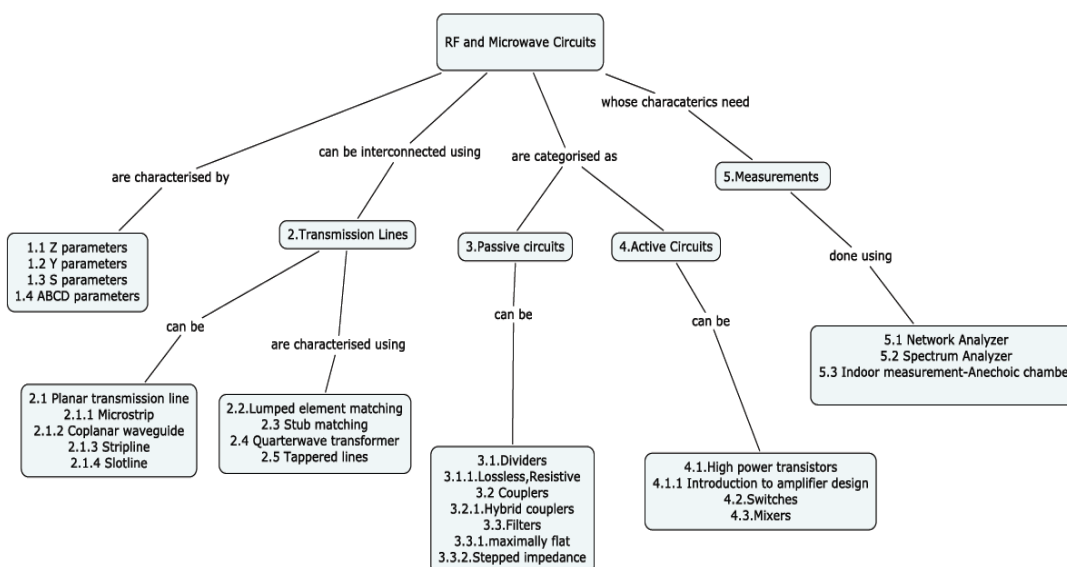 RF and Microwave Circuits
whose characaterics need
can be interconnected using
are categorised as
are characterised by
5.Measurements
1.1 Z parameters
1.2 Y parameters
1.3 S parameters
1.4 ABCD parameters
2.Transmission Lines
3.Passive circuits
4.Active Circuits
done using
can be
are characterised using
can be
can be
5.1 Network Analyzer
5.2 Spectrum Analyzer
5.3 Indoor measurement-Anechoic chamber
2.1 Planar transmission line
2.1.1 Microstrip
2.1.2 Coplanar waveguide
2.1.3 Stripline
2.1.4 Slotline
2.2.Lumped element matching
2.3 Stub matching
2.4 Quarterwave transformer
2.5 Tappered lines
3.1.Dividers
3.1.1.Lossless,Resistive
3.2 Couplers
3.2.1.Hybrid couplers
3.3.Filters
3.3.1.maximally flat
3.3.2.Stepped impedance
4.1.High power transistors
4.1.1 Introduction to amplifier design
4.2.Switches
4.3.Mixers